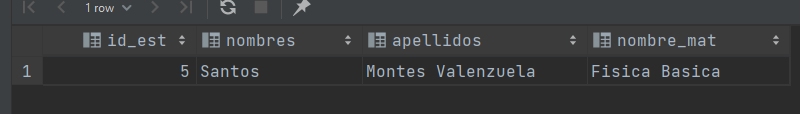 1 row
id_est nombres apellidos nombre_mat
1 5 Santos Montes Valenzuela Fisica Basica